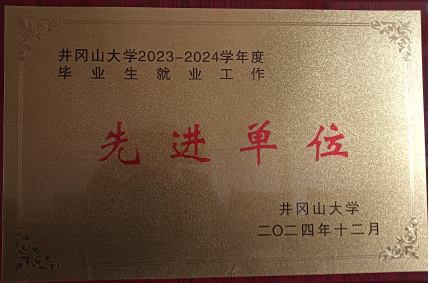 井冈山大学2023-2024学年度
毕业生就业工作
先进单位
井冈山大学
二〇二四年十二月